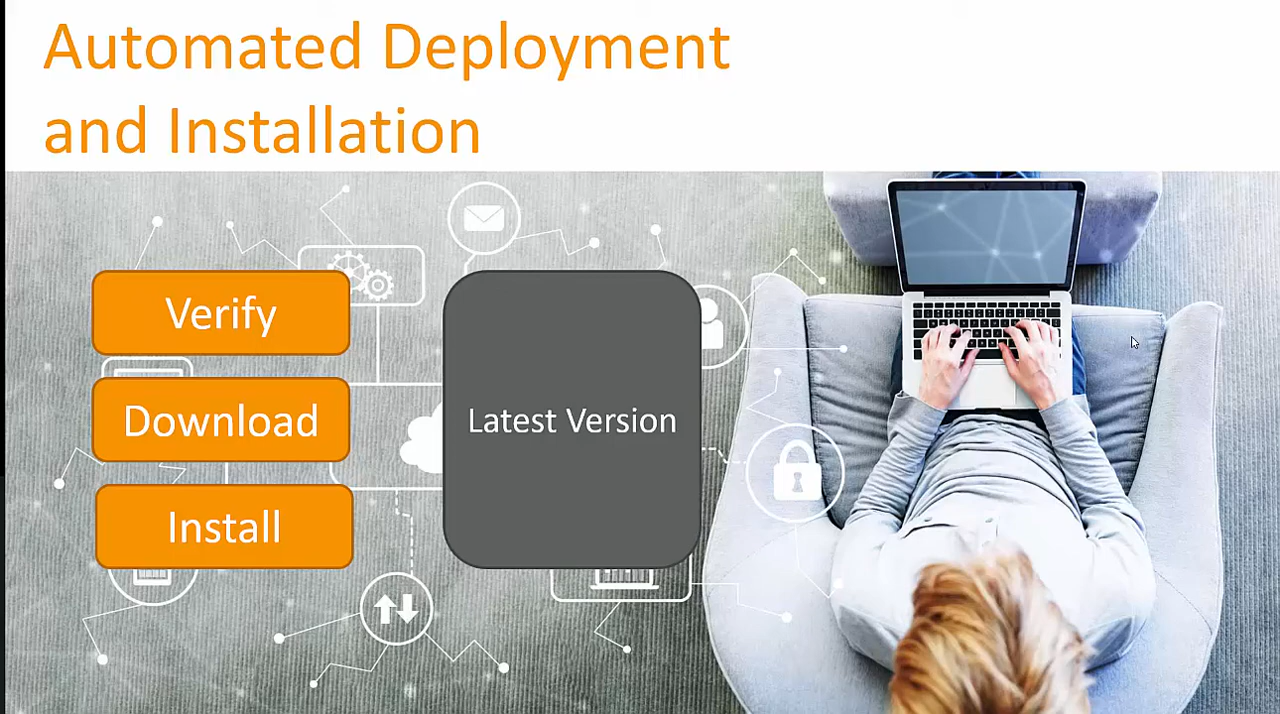 Automated Deployment
and Installation
Verify
Download
Install
Latest Version